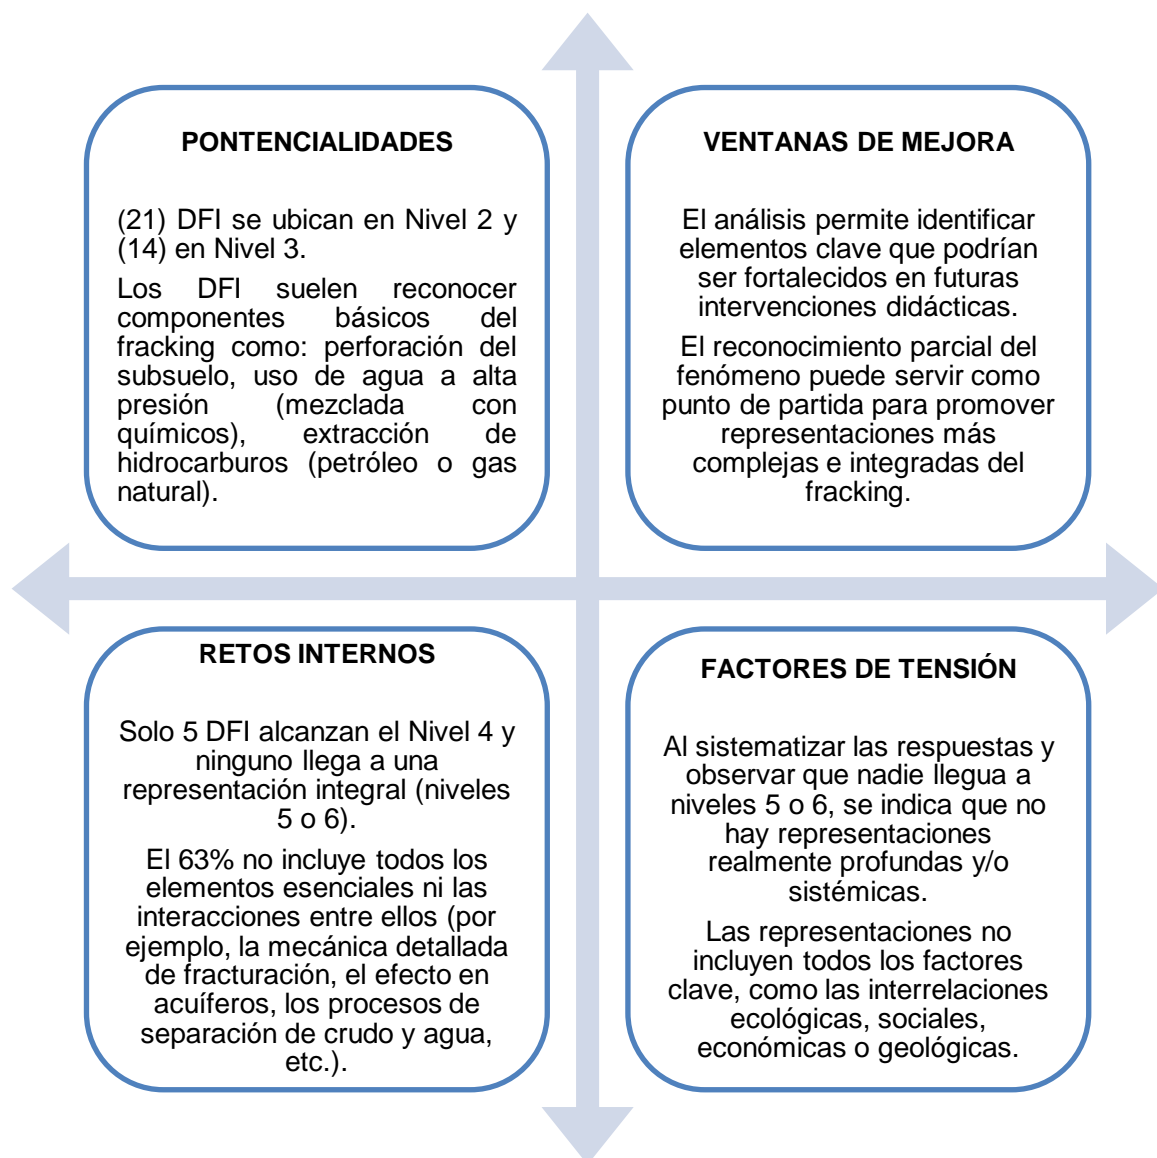 PONTENCIALIDADES
(21) DFI se ubican en Nivel 2 y
(14) en Nivel 3.
Los DFI suelen reconocer
componentes básicos del
fracking como: perforación del
subsuelo, uso de agua a alta
presión (mezclada con
químicos), extracción de
hidrocarburos (petróleo o gas
natural).
VENTANAS DE MEJORA
El análisis permite identificar
elementos clave que podrían
ser fortalecidos en futuras
intervenciones didácticas.
El reconocimiento parcial del
fenómeno puede servir como
punto de partida para promover
representaciones más
complejas e integradas del
fracking.
RETOS INTERNOS
Solo 5 DFI alcanzan el Nivel 4 y
ninguno llega a una
representación integral (niveles
5 o 6).
El 63% no incluye todos los
elementos esenciales ni las
interacciones entre ellos (por
ejemplo, la mecánica detallada
de fracturación, el efecto en
acuíferos, los procesos de
separación de crudo y agua,
etc.).
FACTORES DE TENSIÓN
Al sistematizar las respuestas y
observar que nadie llegua a
niveles 5 o 6, se indica que no
hay representaciones
realmente profundas y/o
sistémicas.
Las representaciones no
incluyen todos los factores
clave, como las interrelaciones
ecológicas, sociales,
económicas o geológicas.